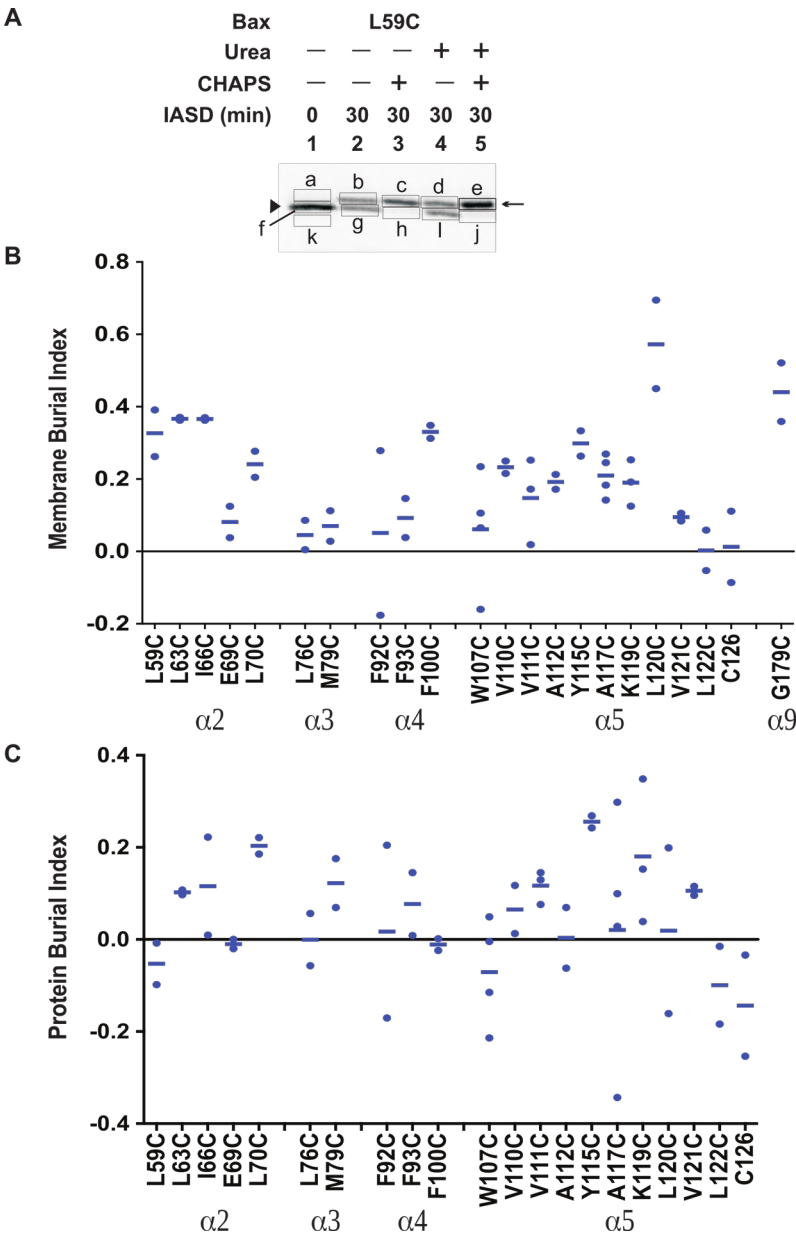 A
Bax L59C
Urea — — — + +
CHAPS — — + — +
IASD (min) 0 30 30 30 30
1 2 3 4 5
a b c d e
f k g h l j
B
Membrane Burial Index
0.8
0.6
0.4
0.2
0.0
-0.2
L59C L63C I66C E69C L70C L76C M79C F92C F93C F100C W107C V110C V111C A112C Y115C A117C K119C L120C V121C L122C C126 G179C
α2 α3 α4 α5 α9
C
Protein Burial Index
0.4
0.2
0.0
-0.2
-0.4
L59C L63C I66C E69C L70C L76C M79C F92C F93C F100C W107C V110C V111C A112C Y115C A117C K119C L120C V121C L122C C126
α2 α3 α4 α5